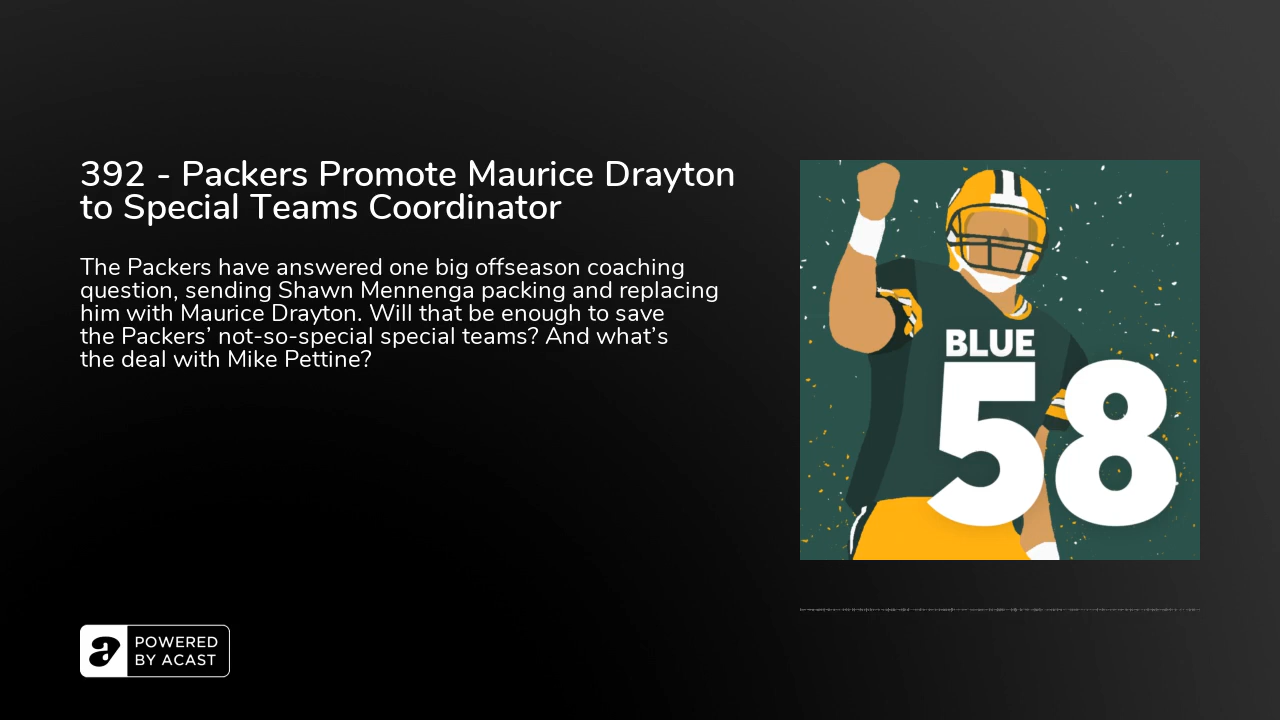 392 - Packers Promote Maurice Drayton
to Special Teams Coordinator
The Packers have answered one big offseason coaching
question, sending Shawn Mennenga packing and replacing
him with Maurice Drayton. Will that be enough to save
the Packers’ not-so-special special teams? And what’s
the deal with Mike Pettine?
BLUE
58
POWERED
BY ACAST